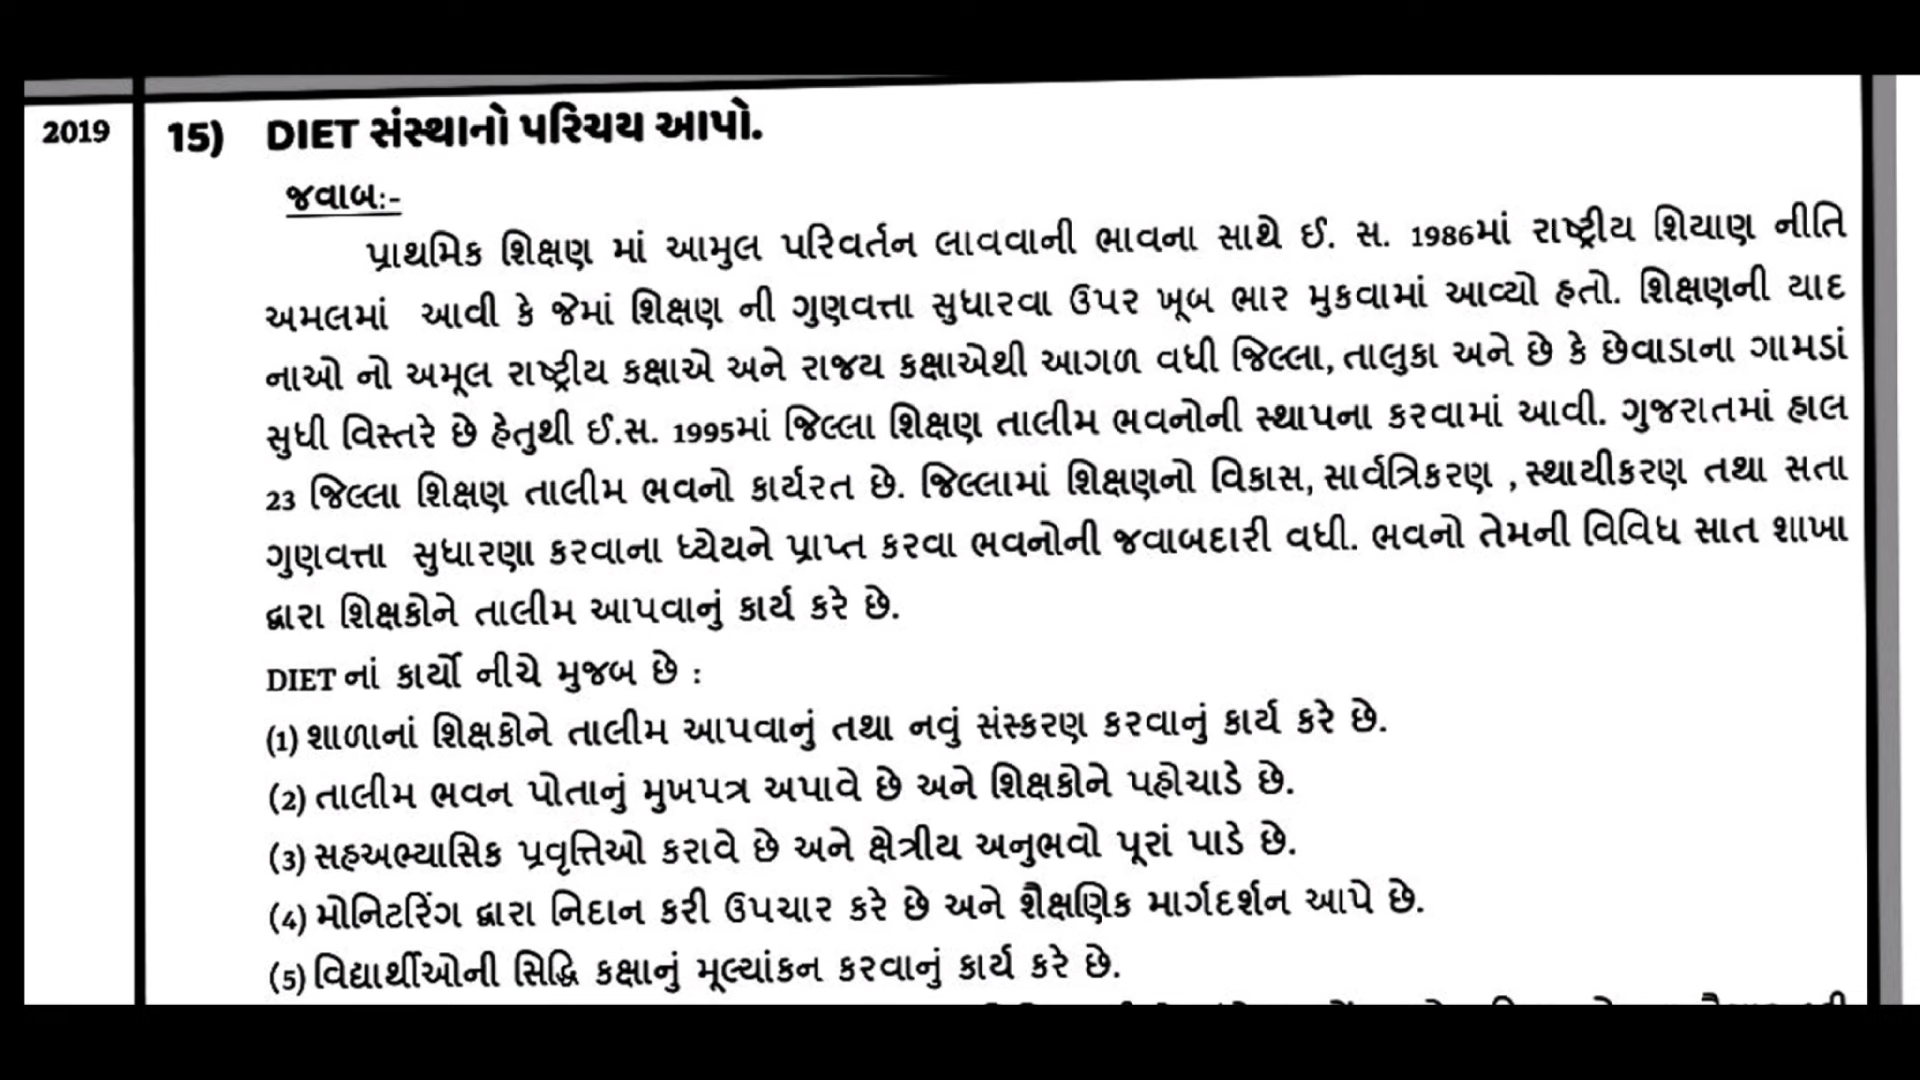 2019
15) DIET સંસ્થાનો પરિચય આપો.
જવાબ:-
પ્રાથમિક શિક્ષણ માં આમુલ પરિવર્તન લાવવાની ભાવના સાથે ઈ. સ. 1986માં રાષ્ટ્રીય શિયાણ નીતિ
અમલમાં આવી કે જેમાં શિક્ષણ ની ગુણવત્તા સુધારવા ઉપર ખૂબ ભાર મુકવામાં આવ્યો હતો. શિક્ષણની યાદ
નાઓ નો અમૂલ રાષ્ટ્રીય કક્ષાએ અને રાજય કક્ષાએથી આગળ વધી જિલ્લા, તાલુકા અને છે કે છેવાડાના ગામડાં
સુધી વિસ્તરે છે હેતુથી ઈ.સ. 1995માં જિલ્લા શિક્ષણ તાલીમ ભવનોની સ્થાપના કરવામાં આવી. ગુજરાતમાં હાલ
23 જિલ્લા શિક્ષણ તાલીમ ભવનો કાર્યરત છે. જિલ્લામાં શિક્ષણનો વિકાસ, સાર્વત્રિકરણ , સ્થાયીકરણ તથા સતા
ગુણવત્તા સુધારણા કરવાના ધ્યેયને પ્રાપ્ત કરવા ભવનોની જવાબદારી વધી. ભવનો તેમની વિવિધ સાત શાખા
દ્વારા શિક્ષકોને તાલીમ આપવાનું કાર્ય કરે છે.
DIET નાં કાર્યો નીચે મુજબ છે :
(1) શાળાનાં શિક્ષકોને તાલીમ આપવાનું તથા નવું સંસ્કરણ કરવાનું કાર્ય કરે છે.
(2) તાલીમ ભવન પોતાનું મુખપત્ર અપાવે છે અને શિક્ષકોને પહોચાડે છે.
(3) સહઅભ્યાસિક પ્રવૃત્તિઓ કરાવે છે અને ક્ષેત્રીય અનુભવો પૂરાં પાડે છે.
(4) મોનિટરિંગ દ્વારા નિદાન કરી ઉપચાર કરે છે અને શૈક્ષણિક માર્ગદર્શન આપે છે.
(5) વિદ્યાર્થીઓની સિદ્ધિ કક્ષાનું મૂલ્યાંકન કરવાનું કાર્ય કરે છે.